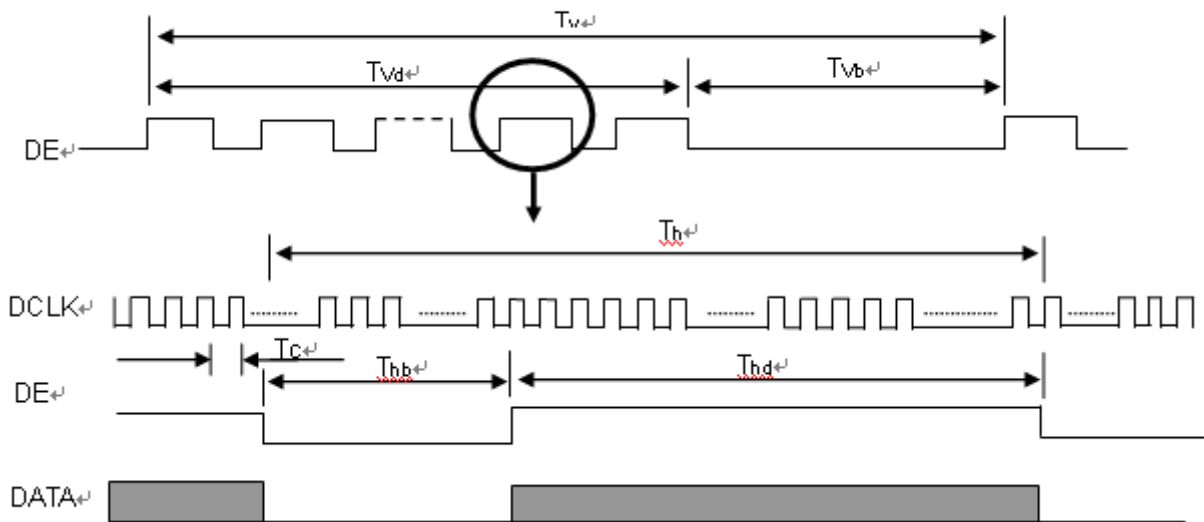 Tv↵
TVd↵
TVb↵
DE↵
Th↵
DCLK↵
TC↵
Thb↵
Thd↵
DE↵
DATA↵